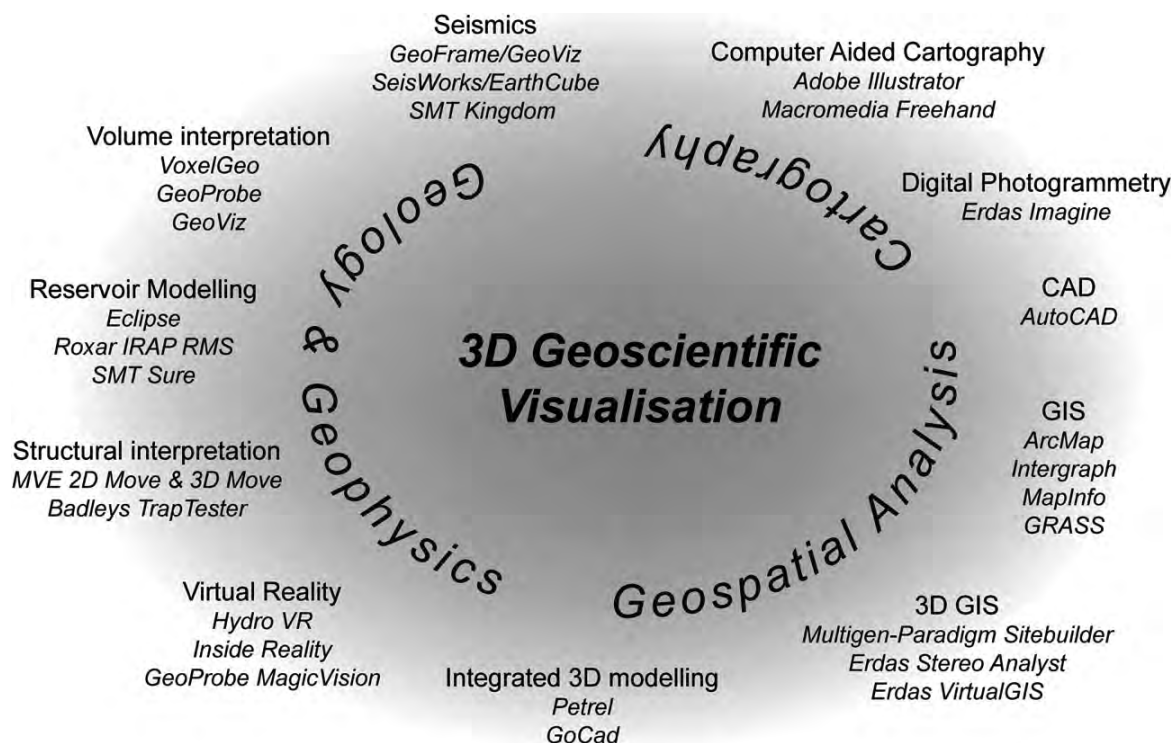 Seismics
GeoFrame/GeoViz
SeisWorks/EarthCube
SMT Kingdom
Computer Aided Cartography
Adobe Illustrator
Macromedia Freehand
Volume interpretation
VoxelGeo
GeoProbe
GeoViz
Digital Photogrammetry
Erdas Imagine
Reservoir Modelling
Eclipse
Roxar IRAP RMS
SMT Sure
CAD
AutoCAD
Geology & Geophysics
Cartography
Geospatial Analysis
3D Geoscientific
Visualisation
Structural interpretation
MVE 2D Move & 3D Move
Badleys TrapTester
GIS
ArcMap
Intergraph
MapInfo
GRASS
Virtual Reality
Hydro VR
Inside Reality
GeoProbe MagicVision
Integrated 3D modelling
Petrel
GoCad
3D GIS
Multigen-Paradigm Sitebuilder
Erdas Stereo Analyst
Erdas VirtualGIS